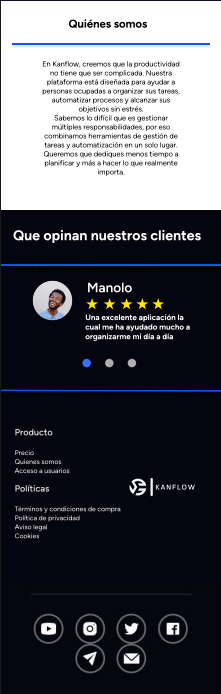 Quiénes somos
En Kanflow, creemos que la productividad
no tiene que ser complicada. Nuestra
plataforma está diseñada para ayudar a
personas ocupadas a organizar sus tareas,
automatizar procesos y alcanzar sus
objetivos sin estrés.
Sabemos lo difícil que es gestionar
múltiples responsabilidades, por eso
combinamos herramientas de gestión de
tareas y automatización en un solo lugar.
Queremos que dediques menos tiempo a
planificar y más a hacer lo que realmente
importa.
Que opinan nuestros clientes
Manolo
Una excelente aplicación la
cual me ha ayudado mucho a
organizarme mi día a día
Producto
Precio
Quienes somos
Acceso a usuarios
Políticas
KANFLOW
Términos y condiciones de compra
Política de privacidad
Aviso legal
Cookies